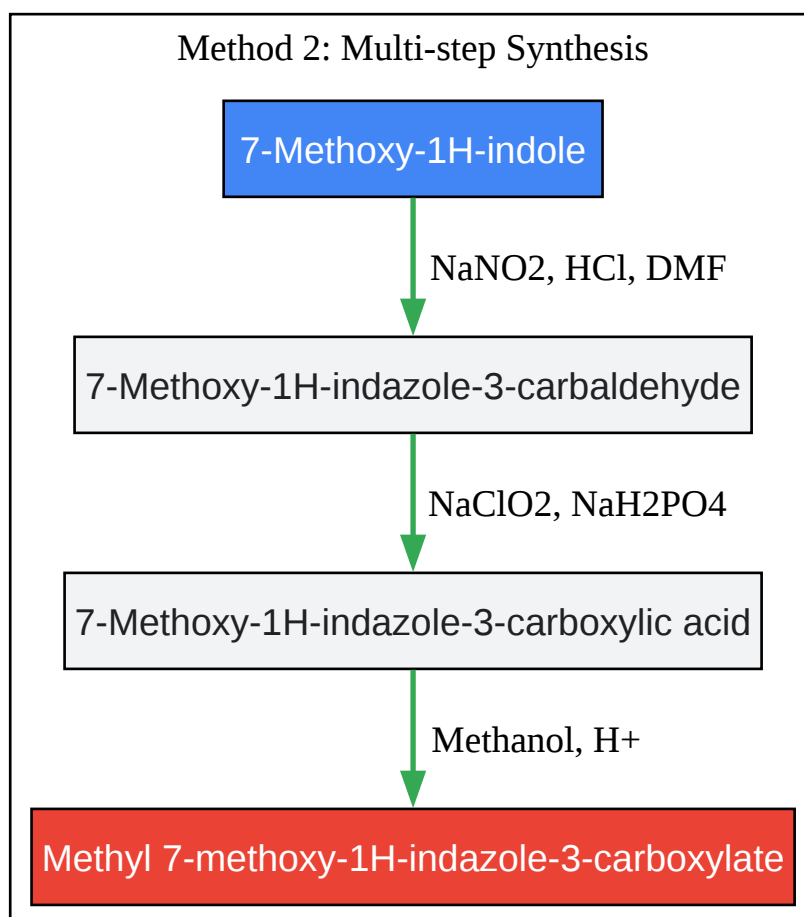 Method 2: Multi-step Synthesis
7-Methoxy-1H-indole
NaNO2, HCl, DMF
7-Methoxy-1H-indazole-3-carbaldehyde
NaClO2, NaH2PO4
7-Methoxy-1H-indazole-3-carboxylic acid
Methanol, H+
Methyl 7-methoxy-1H-indazole-3-carboxylate